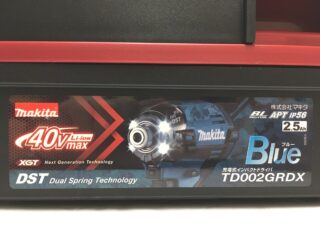 Makita
40Vmax Li-ion
XGT Next Generation Technology
DST Dual Spring Technology
DST
Makita
株式会社マキタ
BL APT IP56
2.5Ah
ブルー
Blue
充電式インパクトドライバ
TD002GRDX